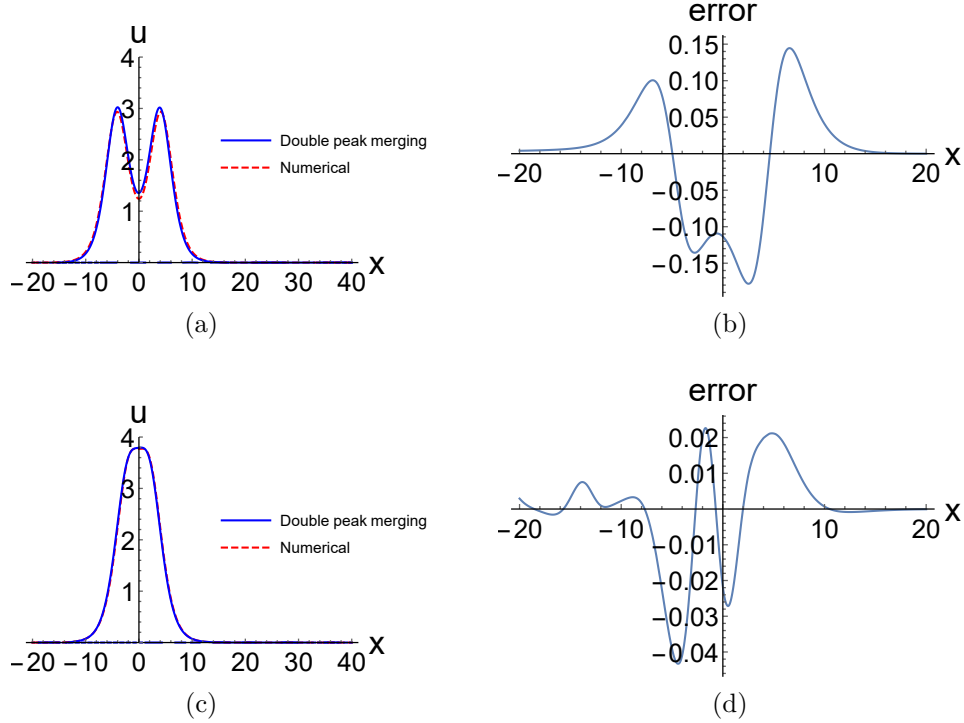 u
4
3
2
1
−20 −10 0 10 20 30 40 x
Double peak merging
Numerical
(a)
error
0.15
0.10
0.05
−0.05
−0.10
−0.15
−20 −10 10 20 x
(b)
u
4
3
2
1
−20 −10 0 10 20 30 40 x
Double peak merging
Numerical
(c)
error
0.02
0.01
−0.01
−0.02
−0.03
−0.04
−20 −10 10 20 x
(d)